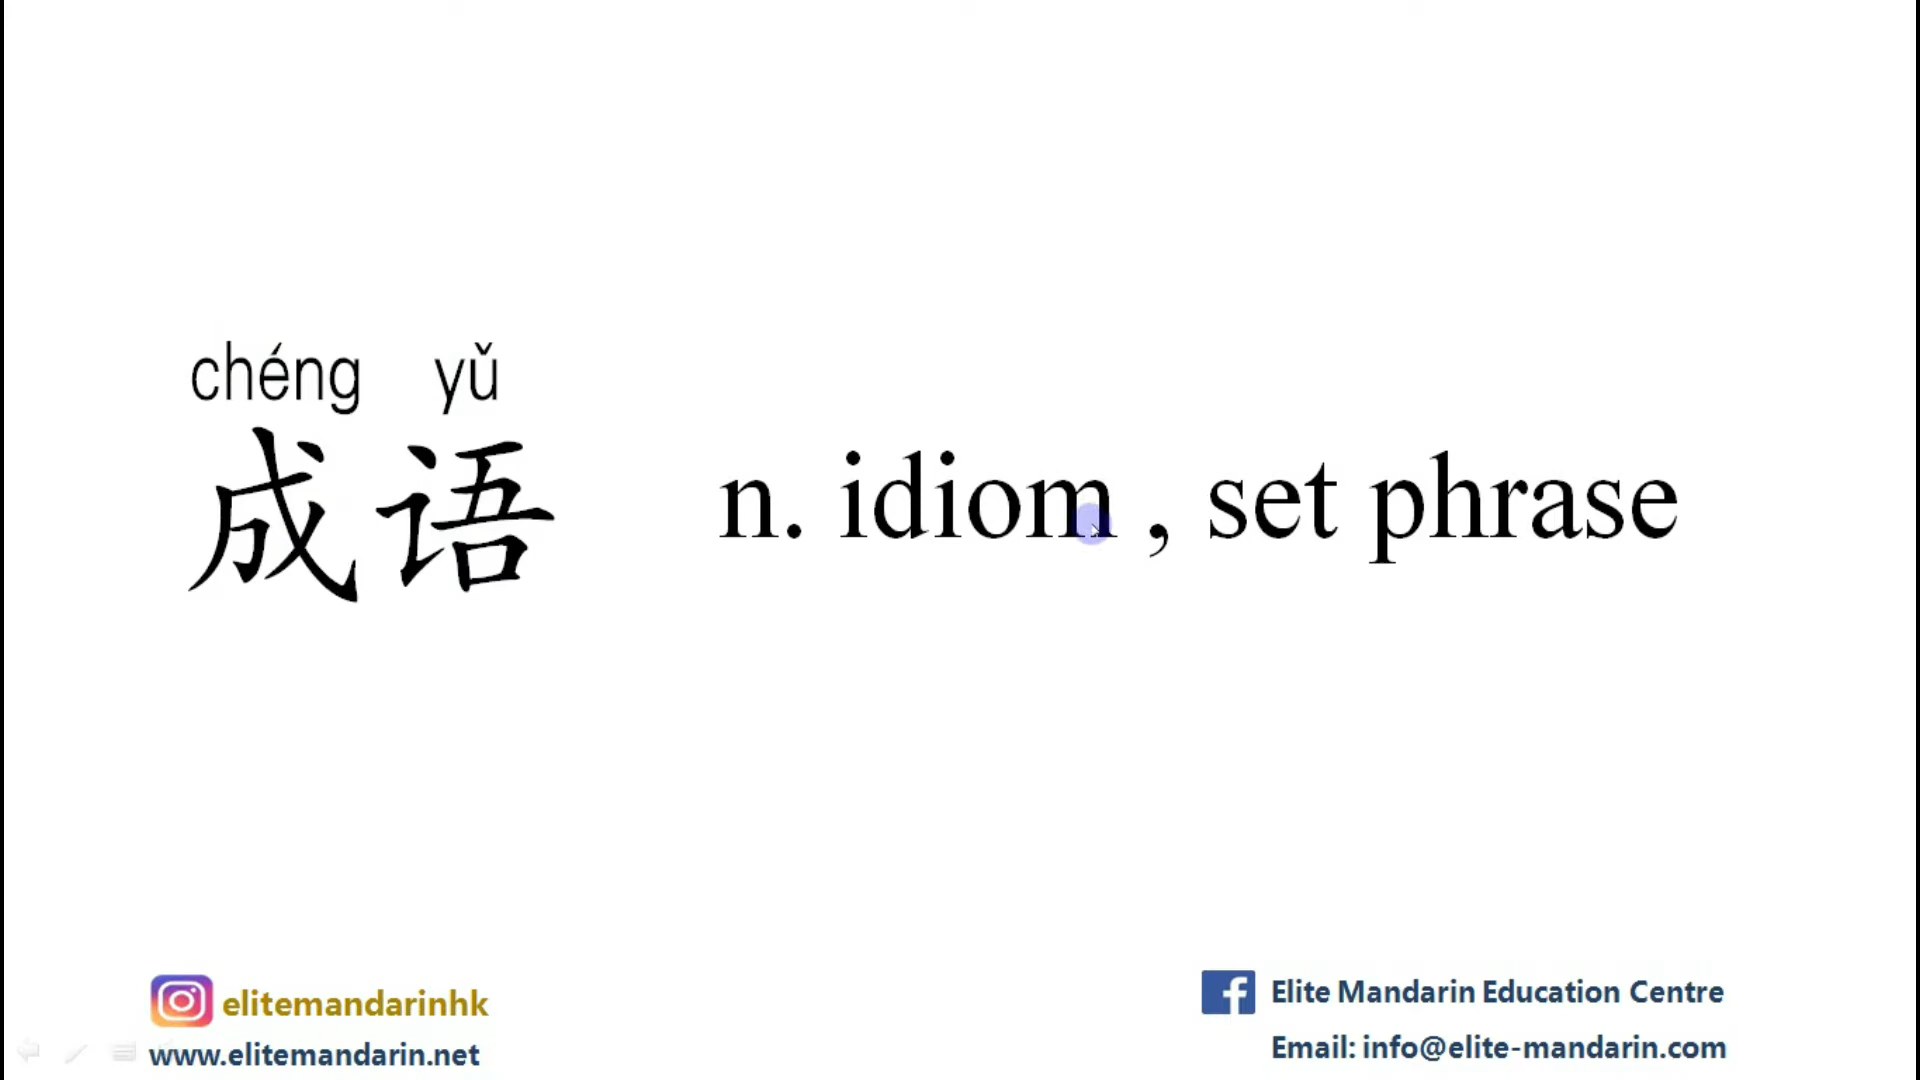 chéng yǔ
成语 n. idiom , set phrase
elitemandarinhk
www.elitemandarin.net
Elite Mandarin Education Centre
Email: info@elite-mandarin.com